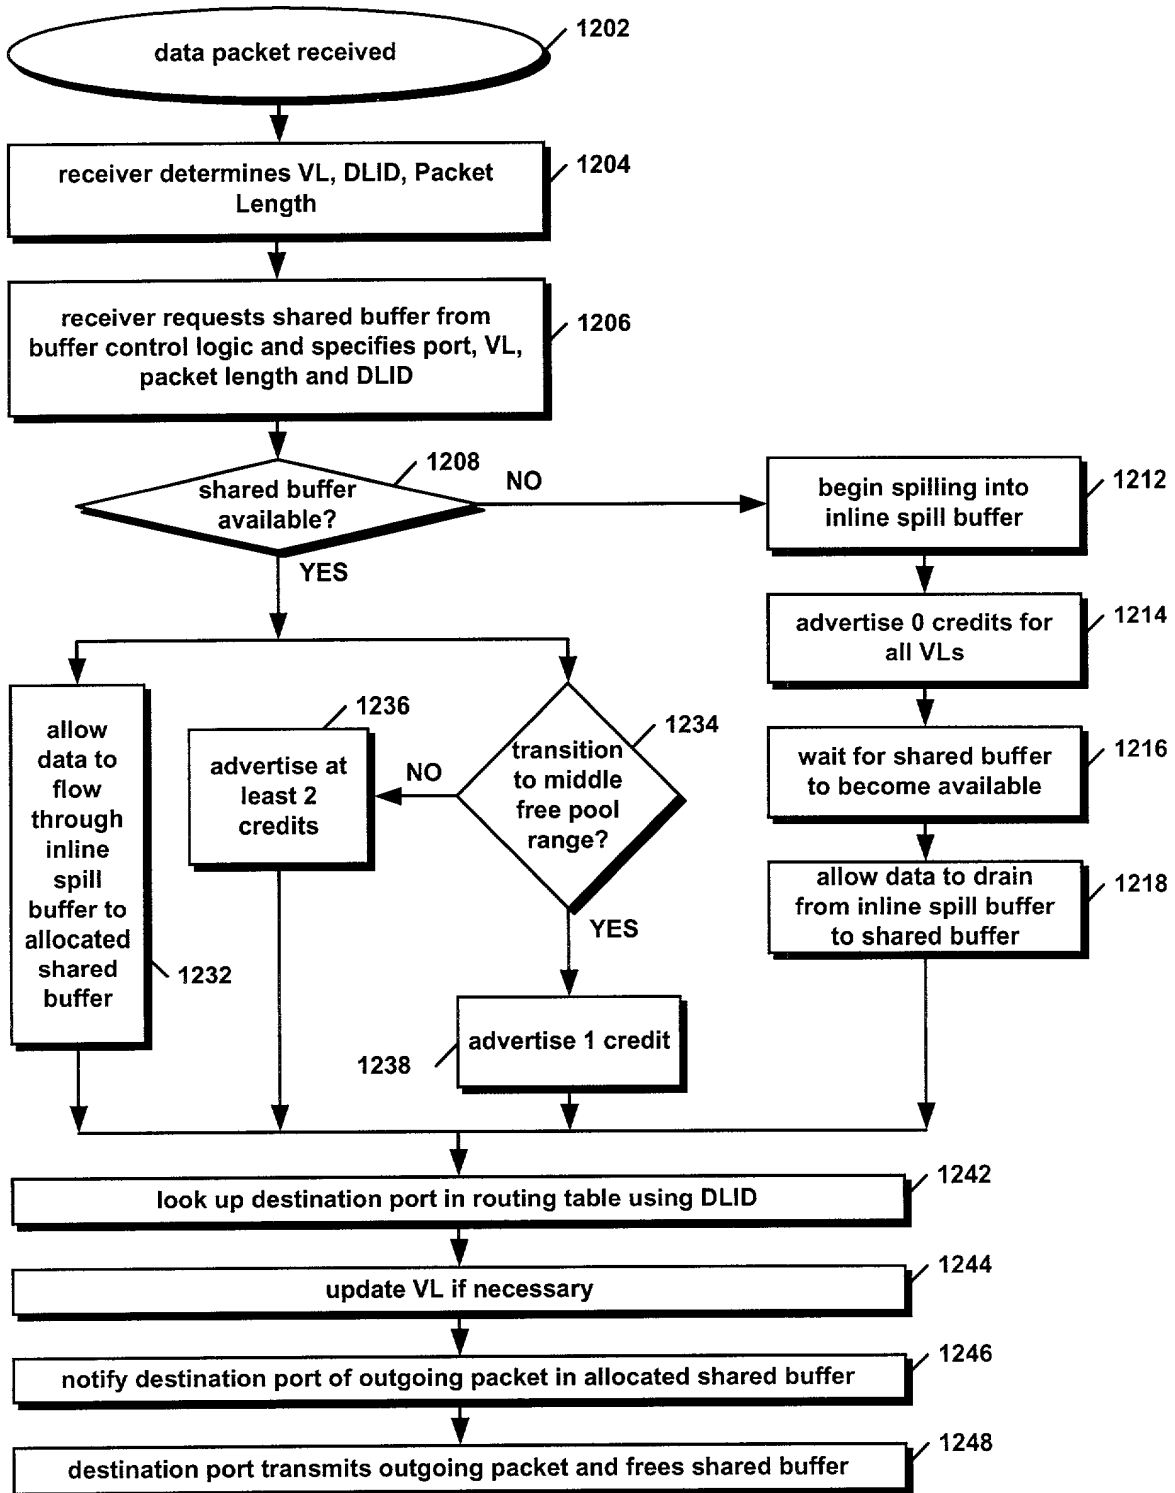 data packet received
1202
receiver determines VL, DLID, Packet
Length
1204
receiver requests shared buffer from
buffer control logic and specifies port, VL,
packet length and DLID
1206
shared buffer
available?
1208
NO
YES
begin spilling into
inline spill buffer
1212
advertise 0 credits for
all VLs
1214
wait for shared buffer
to become available
1216
allow data to drain
from inline spill buffer
to shared buffer
1218
allow
data to
flow
through
inline
spill
buffer to
allocated
shared
buffer
1232
1236
advertise at
least 2
credits
NO
transition
to middle
free pool
range?
1234
YES
advertise 1 credit
1238
look up destination port in routing table using DLID
1242
update VL if necessary
1244
notify destination port of outgoing packet in allocated shared buffer
1246
destination port transmits outgoing packet and frees shared buffer
1248